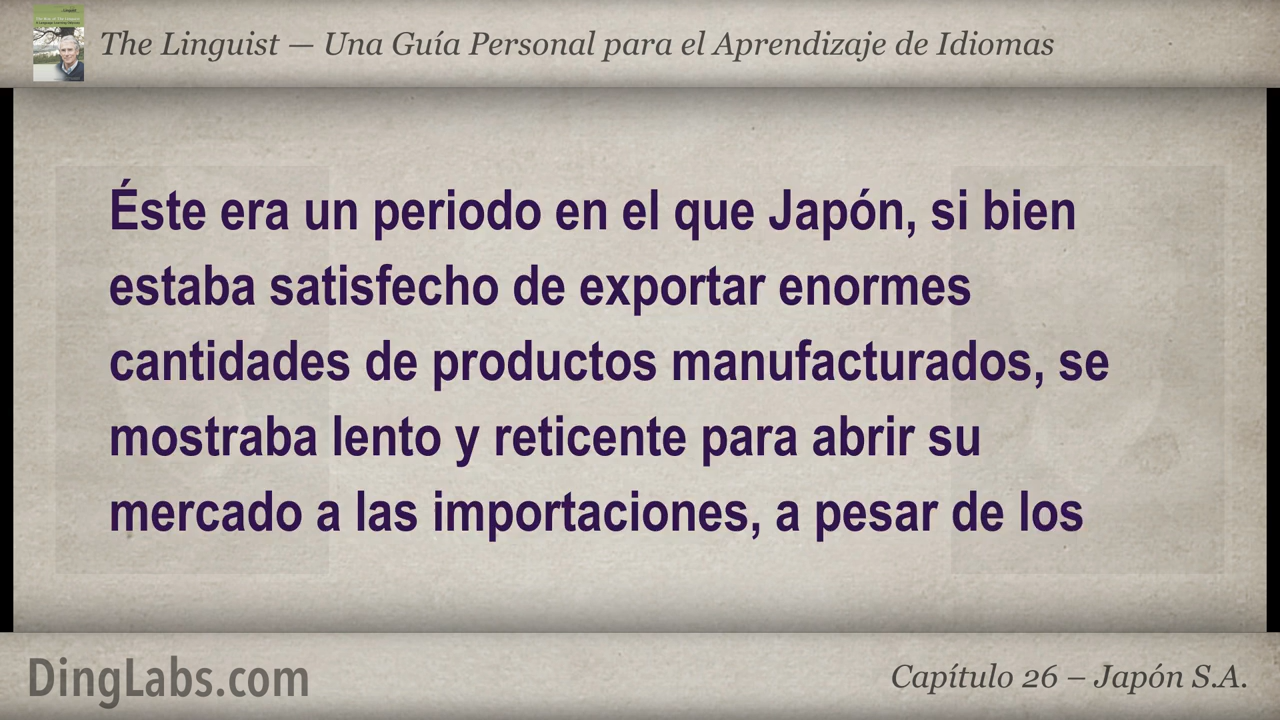 The Linguist — Una Guía Personal para el Aprendizaje de Idiomas
Éste era un periodo en el que Japón, si bien
estaba satisfecho de exportar enormes
cantidades de productos manufacturados, se
mostraba lento y reticente para abrir su
mercado a las importaciones, a pesar de los
DingLabs.com
Capítulo 26 – Japón S.A.